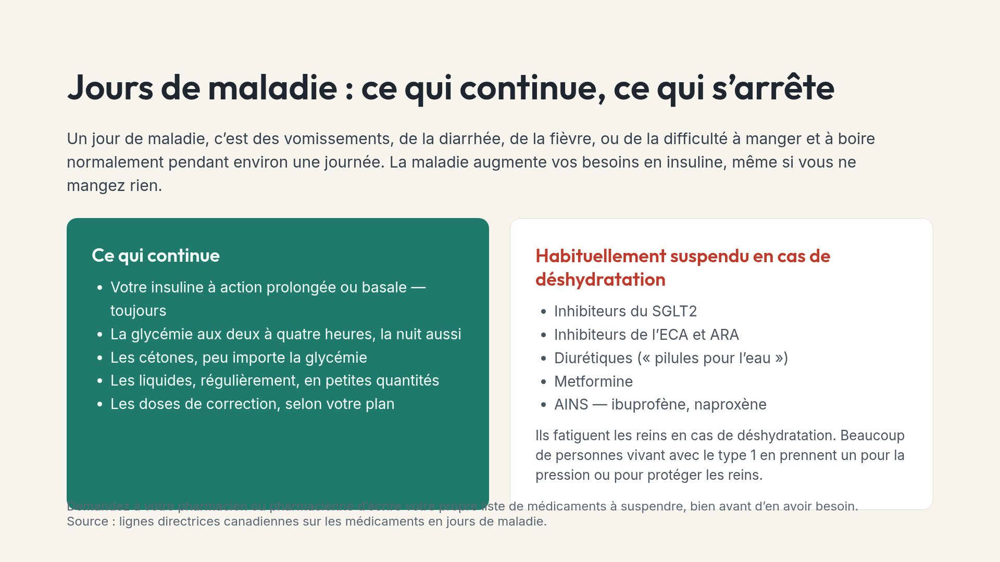 Jours de maladie : ce qui continue, ce qui s’arrête
Un jour de maladie, c’est des vomissements, de la diarrhée, de la fièvre, ou de la difficulté à manger et à boire
normalement pendant environ une journée. La maladie augmente vos besoins en insuline, même si vous ne
mangez rien.
Ce qui continue
• Votre insuline à action prolongée ou basale —
toujours
• La glycémie aux deux à quatre heures, la nuit aussi
• Les cétones, peu importe la glycémie
• Les liquides, régulièrement, en petites quantités
• Les doses de correction, selon votre plan
Habituellement suspendu en cas de
déshydratation
• Inhibiteurs du SGLT2
• Inhibiteurs de l’ECA et ARA
• Diurétiques (« pilules pour l’eau »)
• Metformine
• AINS — ibuprofène, naproxène
Ils fatiguent les reins en cas de déshydratation. Beaucoup
de personnes vivant avec le type 1 en prennent un pour la
pression ou pour protéger les reins.
Demandez à votre pharmacien ou pharmacienne d’écrire votre propre liste de médicaments à suspendre, bien avant d’en avoir besoin.
Source : lignes directrices canadiennes sur les médicaments en jours de maladie.